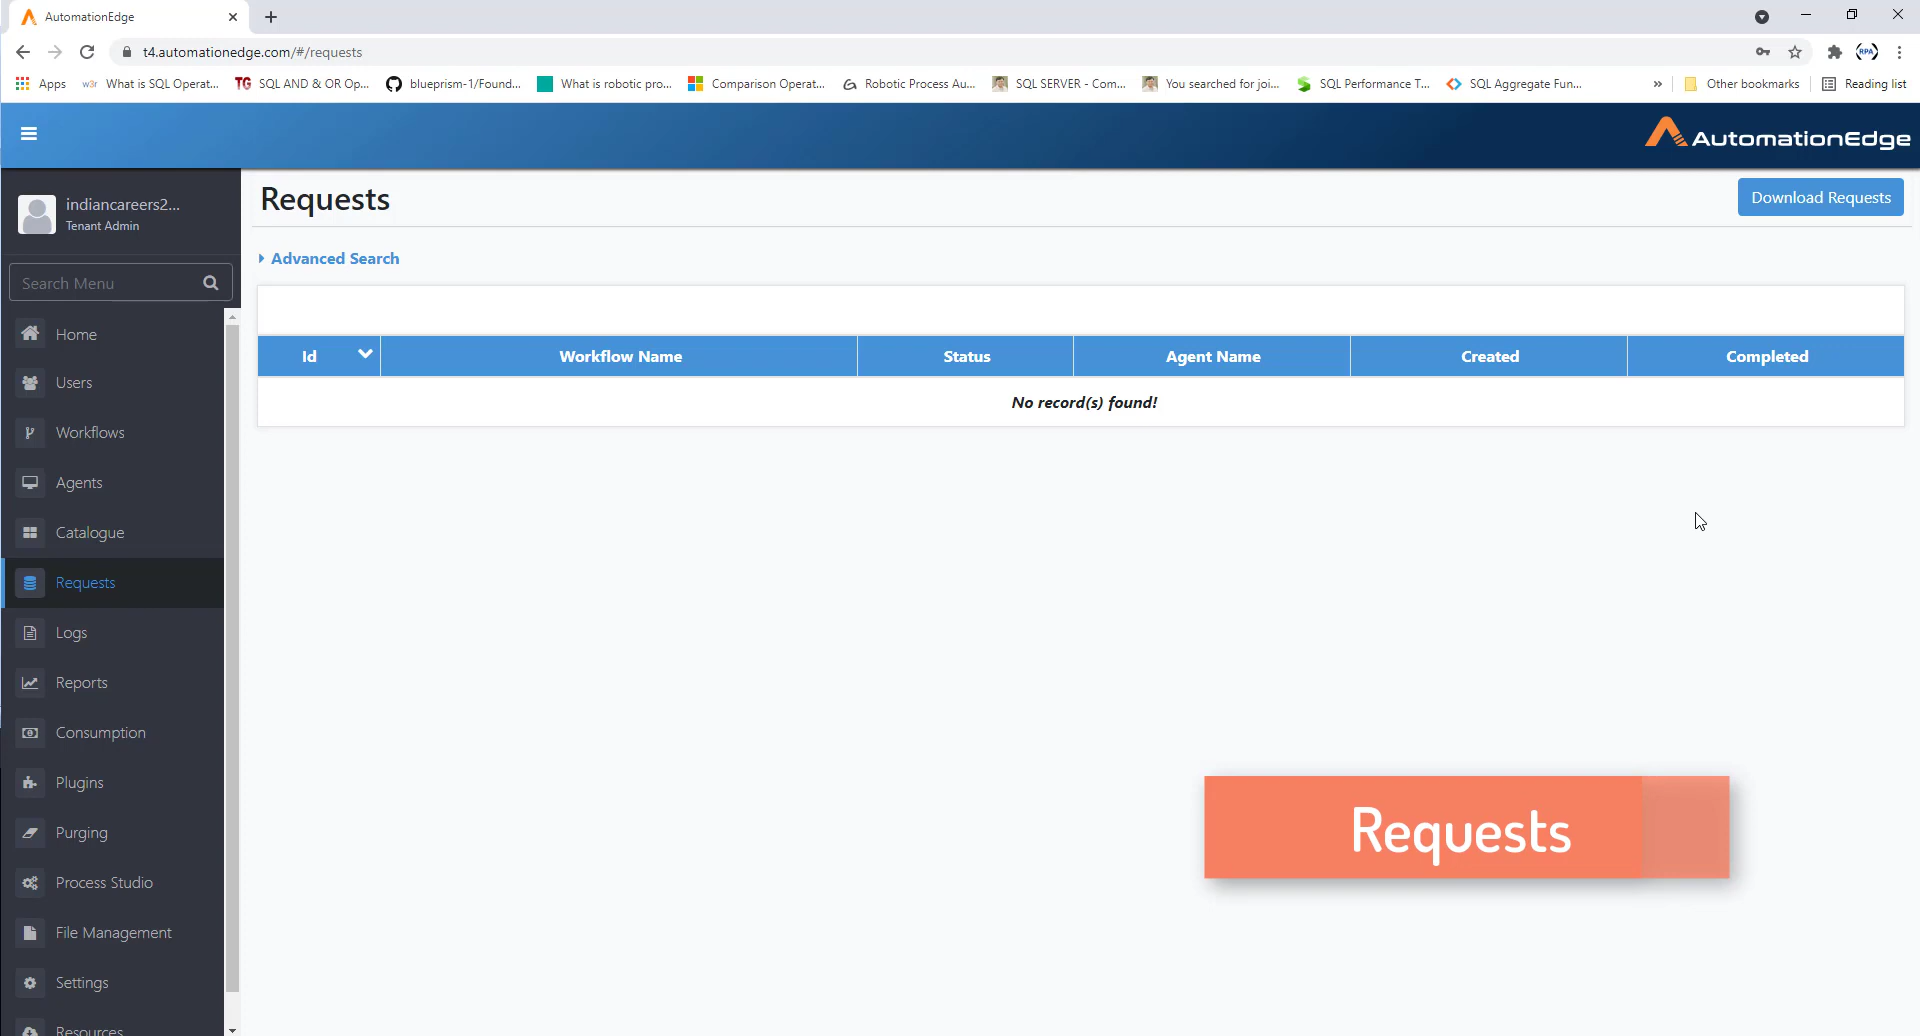 AutomationEdge
t4.automationedge.com/#/requests
Apps
w3r What is SQL Operat...
TG SQL AND & OR Op...
blueprism-1/Found...
What is robotic pro...
Comparison Operat...
Robotic Process Au...
SQL SERVER - Com...
You searched for joi...
SQL Performance T...
SQL Aggregate Fun...
»
Other bookmarks
Reading list
RPA
AutomationEdge
indiancareers2...
Tenant Admin
Search Menu
Home
Users
Workflows
Agents
Catalogue
Requests
Logs
Reports
Consumption
Plugins
Purging
Process Studio
File Management
Settings
Resources
Requests
Download Requests
Advanced Search
Id Workflow Name Status Agent Name Created Completed
No record(s) found!
Requests